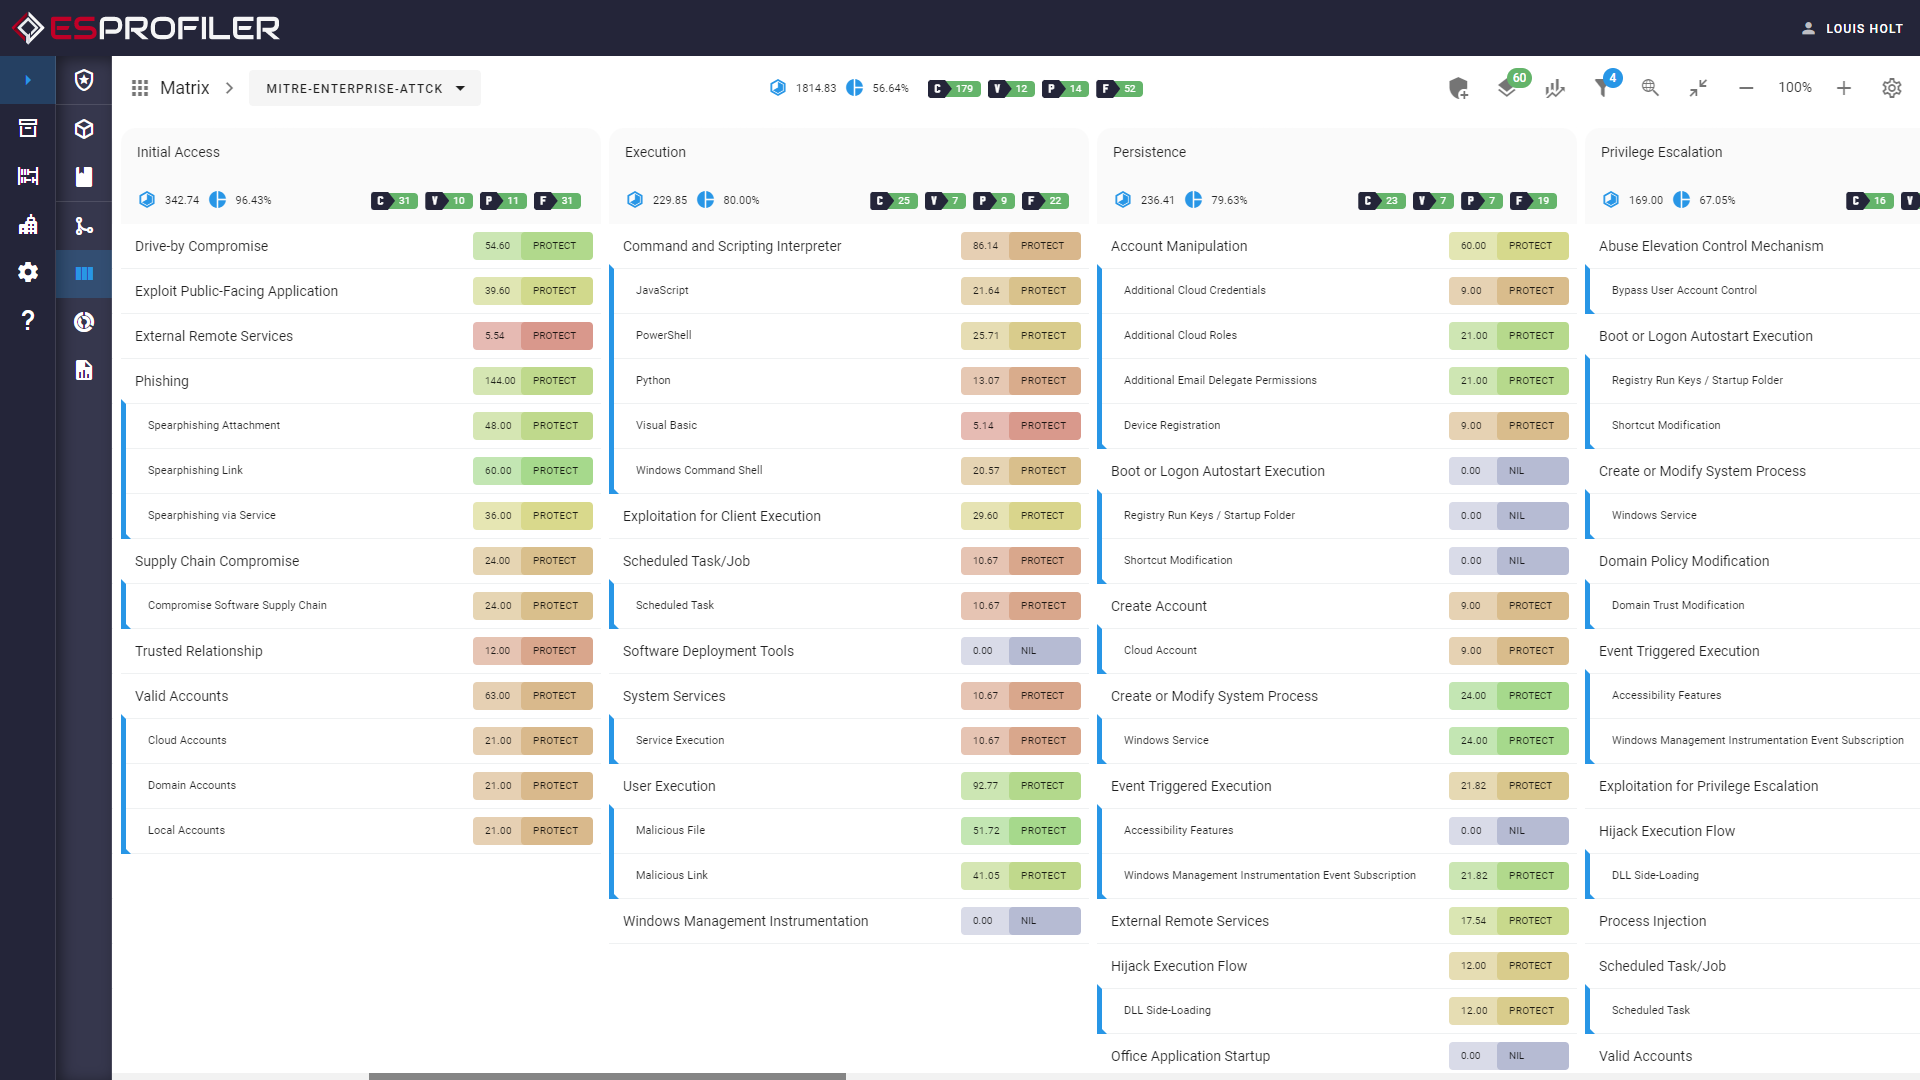 ESPROFILER
LOUIS HOLT
Matrix
MITRE-ENTERPRISE-ATTCK
1814.83 56.64% C 179 V 12 P 14 F 52
60
4
100%
Initial Access
342.74 96.43% C 31 V 10 P 11 F 31
Drive-by Compromise 54.60 PROTECT
Exploit Public-Facing Application 39.60 PROTECT
External Remote Services 5.54 PROTECT
Phishing 144.00 PROTECT
Spearphishing Attachment 48.00 PROTECT
Spearphishing Link 60.00 PROTECT
Spearphishing via Service 36.00 PROTECT
Supply Chain Compromise 24.00 PROTECT
Compromise Software Supply Chain 24.00 PROTECT
Trusted Relationship 12.00 PROTECT
Valid Accounts 63.00 PROTECT
Cloud Accounts 21.00 PROTECT
Domain Accounts 21.00 PROTECT
Local Accounts 21.00 PROTECT
Execution
229.85 80.00% C 25 V 7 P 9 F 22
Command and Scripting Interpreter 86.14 PROTECT
JavaScript 21.64 PROTECT
PowerShell 25.71 PROTECT
Python 13.07 PROTECT
Visual Basic 5.14 PROTECT
Windows Command Shell 20.57 PROTECT
Exploitation for Client Execution 29.60 PROTECT
Scheduled Task/Job 10.67 PROTECT
Scheduled Task 10.67 PROTECT
Software Deployment Tools 0.00 NIL
System Services 10.67 PROTECT
Service Execution 10.67 PROTECT
User Execution 92.77 PROTECT
Malicious File 51.72 PROTECT
Malicious Link 41.05 PROTECT
Windows Management Instrumentation 0.00 NIL
Persistence
236.41 79.63% C 23 V 7 P 7 F 19
Account Manipulation 60.00 PROTECT
Additional Cloud Credentials 9.00 PROTECT
Additional Cloud Roles 21.00 PROTECT
Additional Email Delegate Permissions 21.00 PROTECT
Device Registration 9.00 PROTECT
Boot or Logon Autostart Execution 0.00 NIL
Registry Run Keys / Startup Folder 0.00 NIL
Shortcut Modification 0.00 NIL
Create Account 9.00 PROTECT
Cloud Account 9.00 PROTECT
Create or Modify System Process 24.00 PROTECT
Windows Service 24.00 PROTECT
Event Triggered Execution 21.82 PROTECT
Accessibility Features 0.00 NIL
Windows Management Instrumentation Event Subscription 21.82 PROTECT
External Remote Services 17.54 PROTECT
Hijack Execution Flow 12.00 PROTECT
DLL Side-Loading 12.00 PROTECT
Office Application Startup 0.00 NIL
Privilege Escalation
169.00 67.05% C 16 V
Abuse Elevation Control Mechanism
Bypass User Account Control
Boot or Logon Autostart Execution
Registry Run Keys / Startup Folder
Shortcut Modification
Create or Modify System Process
Windows Service
Domain Policy Modification
Domain Trust Modification
Event Triggered Execution
Accessibility Features
Windows Management Instrumentation Event Subscription
Exploitation for Privilege Escalation
Hijack Execution Flow
DLL Side-Loading
Process Injection
Scheduled Task/Job
Scheduled Task
Valid Accounts